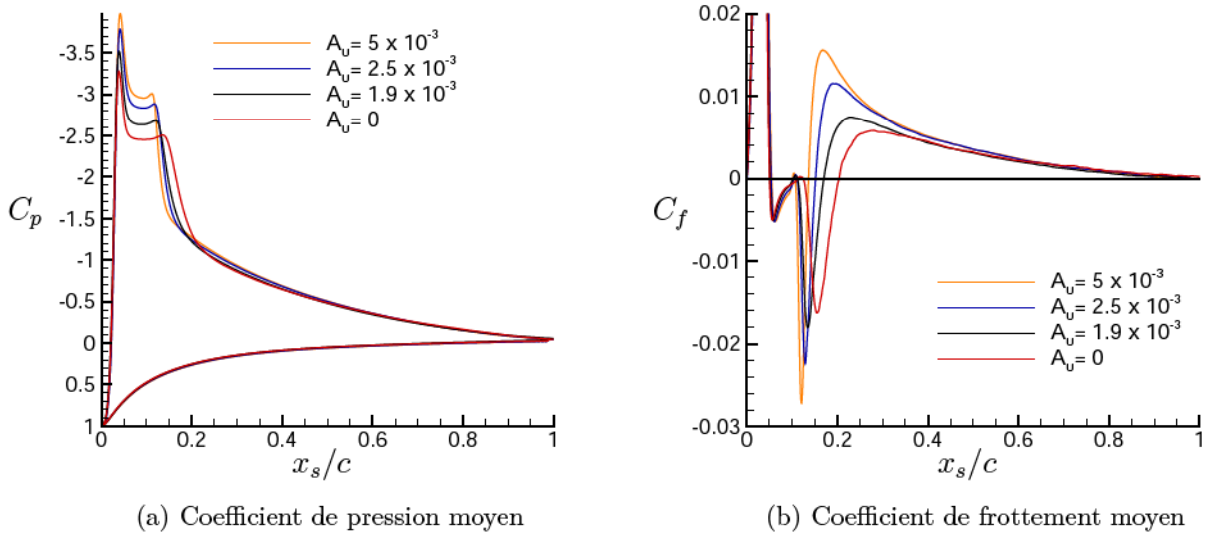 -3.5
-3
-2.5
-2
-1.5
-1
-0.5
0
0.5
1
C_p
A_U= 5 x 10⁻³
A_U= 2.5 x 10⁻³
A_U= 1.9 x 10⁻³
A_U= 0
0 0.2 0.4 0.6 0.8 1
x_s/c
(a) Coefficient de pression moyen
0.02
0.01
0
-0.01
-0.02
-0.03
C_f
A_U= 5 x 10⁻³
A_U= 2.5 x 10⁻³
A_U= 1.9 x 10⁻³
A_U= 0
0 0.2 0.4 0.6 0.8 1
x_s/c
(b) Coefficient de frottement moyen